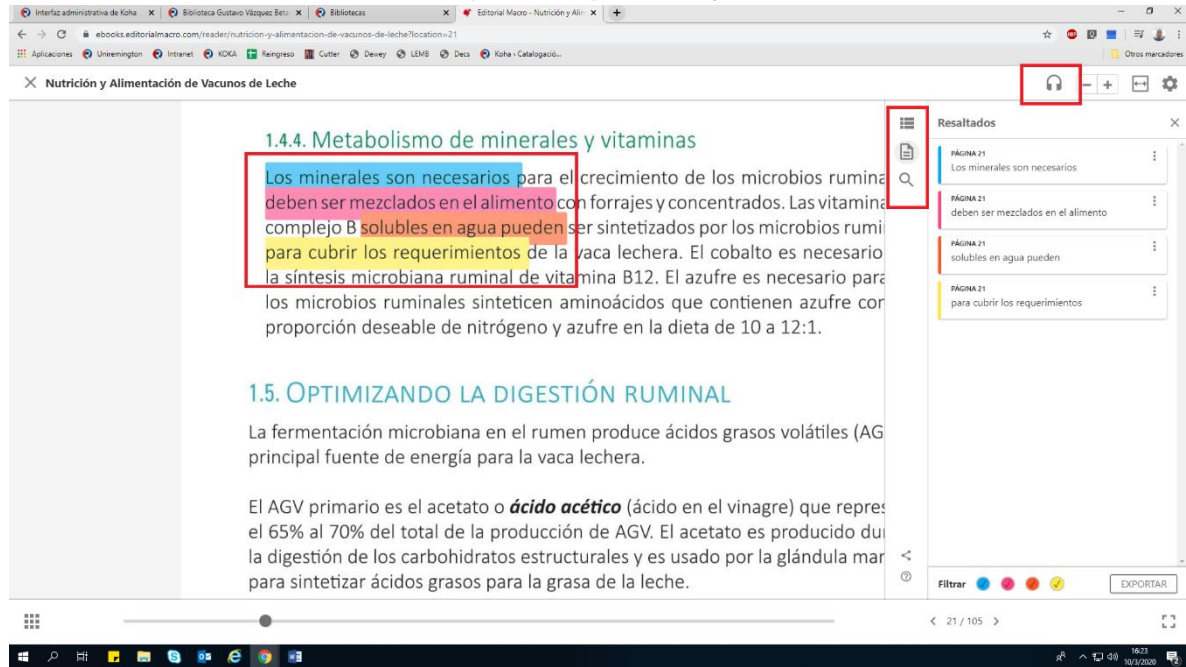 Interfaz administrativa de Koha
Biblioteca Gustavo Vázquez Beta
Bibliotecas
Editorial Macro - Nutrición y Alim
ebooks.editorialmacro.com/reader/nutricion-y-alimentacion-de-vacunos-de-leche?location=21
Aplicaciones Uniremington Intranet KOKA Reingreso Cutter Dewey LEMB Decs Koha › Catalogació... Otros marcadores
Nutrición y Alimentación de Vacunos de Leche
1.4.4. Metabolismo de minerales y vitaminas
Los minerales son necesarios para el crecimiento de los microbios rumina
deben ser mezclados en el alimento con forrajes y concentrados. Las vitamina
complejo B solubles en agua pueden ser sintetizados por los microbios rumi
para cubrir los requerimientos de la vaca lechera. El cobalto es necesario
la síntesis microbiana ruminal de vitamina B12. El azufre es necesario para
los microbios ruminales sinteticen aminoácidos que contienen azufre con
proporción deseable de nitrógeno y azufre en la dieta de 10 a 12:1.
1.5. OPTIMIZANDO LA DIGESTIÓN RUMINAL
La fermentación microbiana en el rumen produce ácidos grasos volátiles (AG
principal fuente de energía para la vaca lechera.
El AGV primario es el acetato o ácido acético (ácido en el vinagre) que repres
el 65% al 70% del total de la producción de AGV. El acetato es producido du
la digestión de los carbohidratos estructurales y es usado por la glándula mar
para sintetizar ácidos grasos para la grasa de la leche.
Resaltados
PÁGINA 21
Los minerales son necesarios
PÁGINA 21
deben ser mezclados en el alimento
PÁGINA 21
solubles en agua pueden
PÁGINA 21
para cubrir los requerimientos
Filtrar
EXPORTAR
21 / 105
16:23
10/3/2020